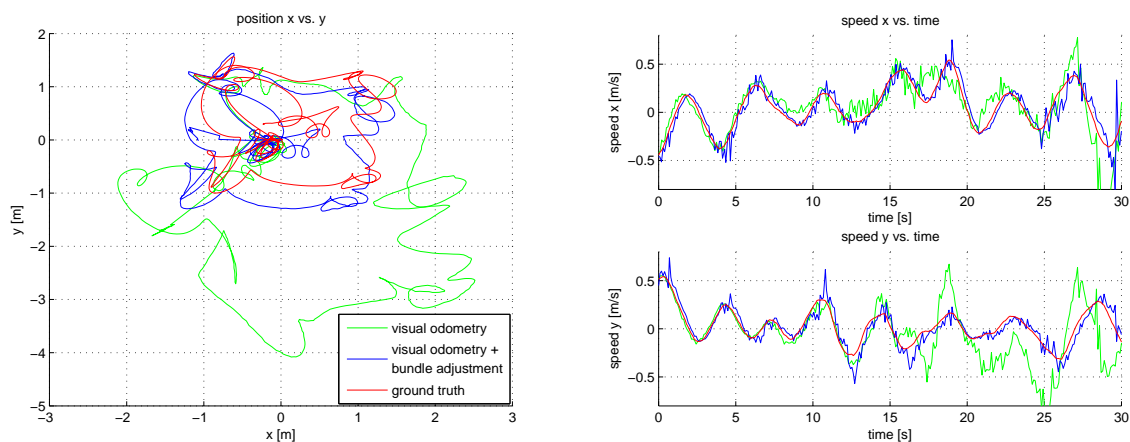 position x vs. y
2
1
0
−1
−2
−3
−4
−5
y [m]
−3
−2
−1
0
1
2
3
x [m]
visual odometry
visual odometry +
bundle adjustment
ground truth
speed x vs. time
0.5
0
−0.5
speed x [m/s]
0
5
10
15
20
25
30
time [s]
speed y vs. time
0.5
0
−0.5
speed y [m/s]
0
5
10
15
20
25
30
time [s]